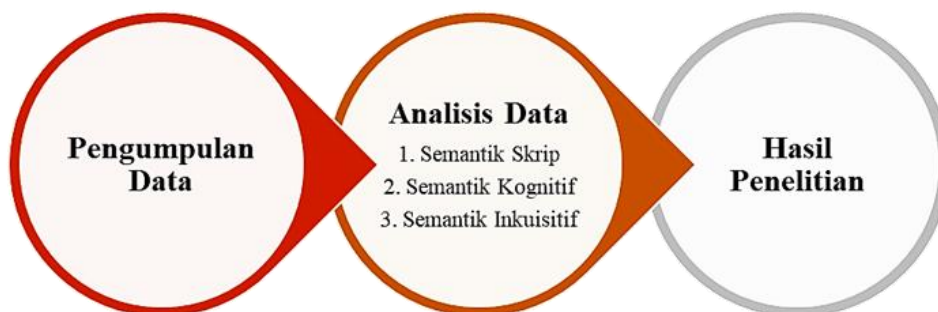 Pengumpulan
Data
Analisis Data
1. Semantik Skrip
2. Semantik Kognitif
3. Semantik Inkuisitif
Hasil
Penelitian